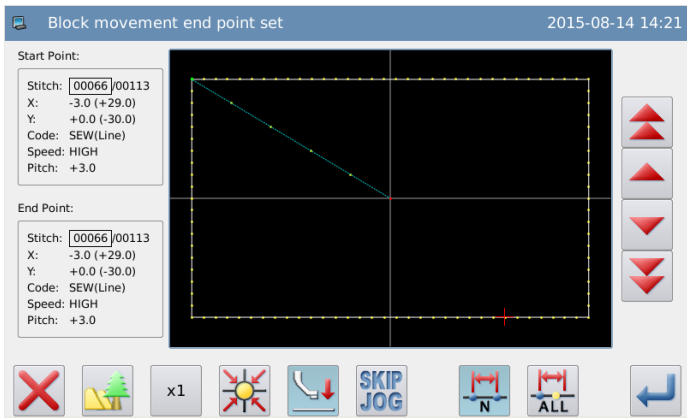 Block movement end point set 2015-08-14 14:21
Start Point:
Stitch: 00066/00113
X: -3.0 (+29.0)
Y: +0.0 (-30.0)
Code: SEW(Line)
Speed: HIGH
Pitch: +3.0
End Point:
Stitch: 00066/00113
X: -3.0 (+29.0)
Y: +0.0 (-30.0)
Code: SEW(Line)
Speed: HIGH
Pitch: +3.0
x1
SKIP
JOG
N
ALL